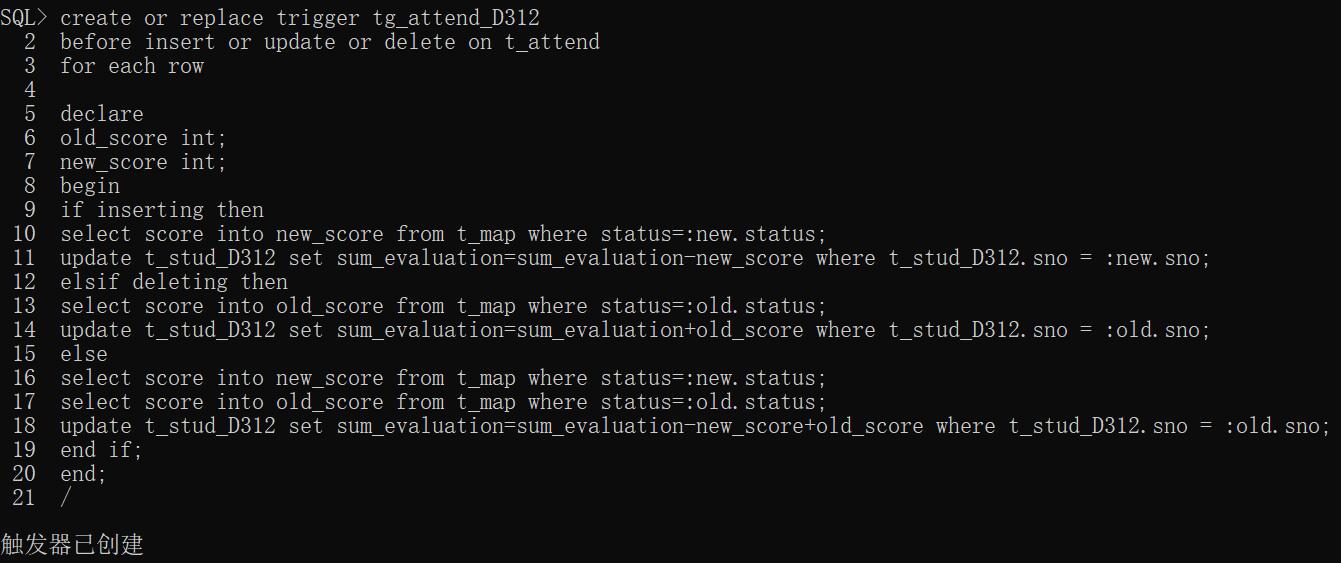 SQL> create or replace trigger tg_attend_D312
2 before insert or update or delete on t_attend
3 for each row
4
5 declare
6 old_score int;
7 new_score int;
8 begin
9 if inserting then
10 select score into new_score from t_map where status=:new.status;
11 update t_stud_D312 set sum_evaluation=sum_evaluation-new_score where t_stud_D312.sno = :new.sno;
12 elsif deleting then
13 select score into old_score from t_map where status=:old.status;
14 update t_stud_D312 set sum_evaluation=sum_evaluation+old_score where t_stud_D312.sno = :old.sno;
15 else
16 select score into new_score from t_map where status=:new.status;
17 select score into old_score from t_map where status=:old.status;
18 update t_stud_D312 set sum_evaluation=sum_evaluation-new_score+old_score where t_stud_D312.sno = :old.sno;
19 end if;
20 end;
21 /
触发器已创建